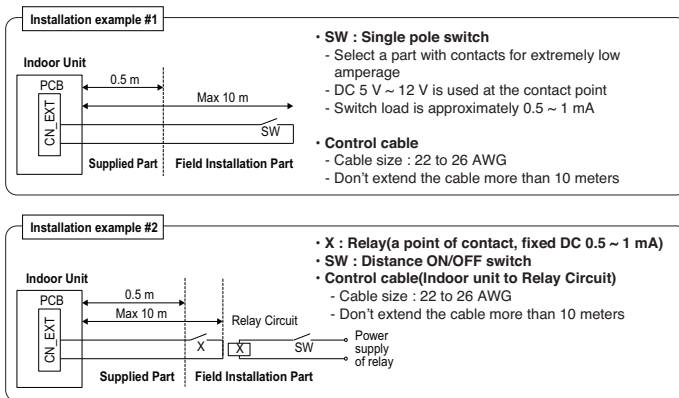 Installation example #1
Indoor Unit
PCB
CN_EXT
0.5 m
Max 10 m
SW
Supplied Part
Field Installation Part
· SW : Single pole switch
- Select a part with contacts for extremely low
amperage
- DC 5 V ~ 12 V is used at the contact point
- Switch load is approximately 0.5 ~ 1 mA
· Control cable
- Cable size : 22 to 26 AWG
- Don't extend the cable more than 10 meters
Installation example #2
Indoor Unit
PCB
CN_EXT
0.5 m
Max 10 m
X
Relay Circuit
X
SW
Power
supply
of relay
Supplied Part
Field Installation Part
· X : Relay(a point of contact, fixed DC 0.5 ~ 1 mA)
· SW : Distance ON/OFF switch
· Control cable(Indoor unit to Relay Circuit)
- Cable size : 22 to 26 AWG
- Don't extend the cable more than 10 meters